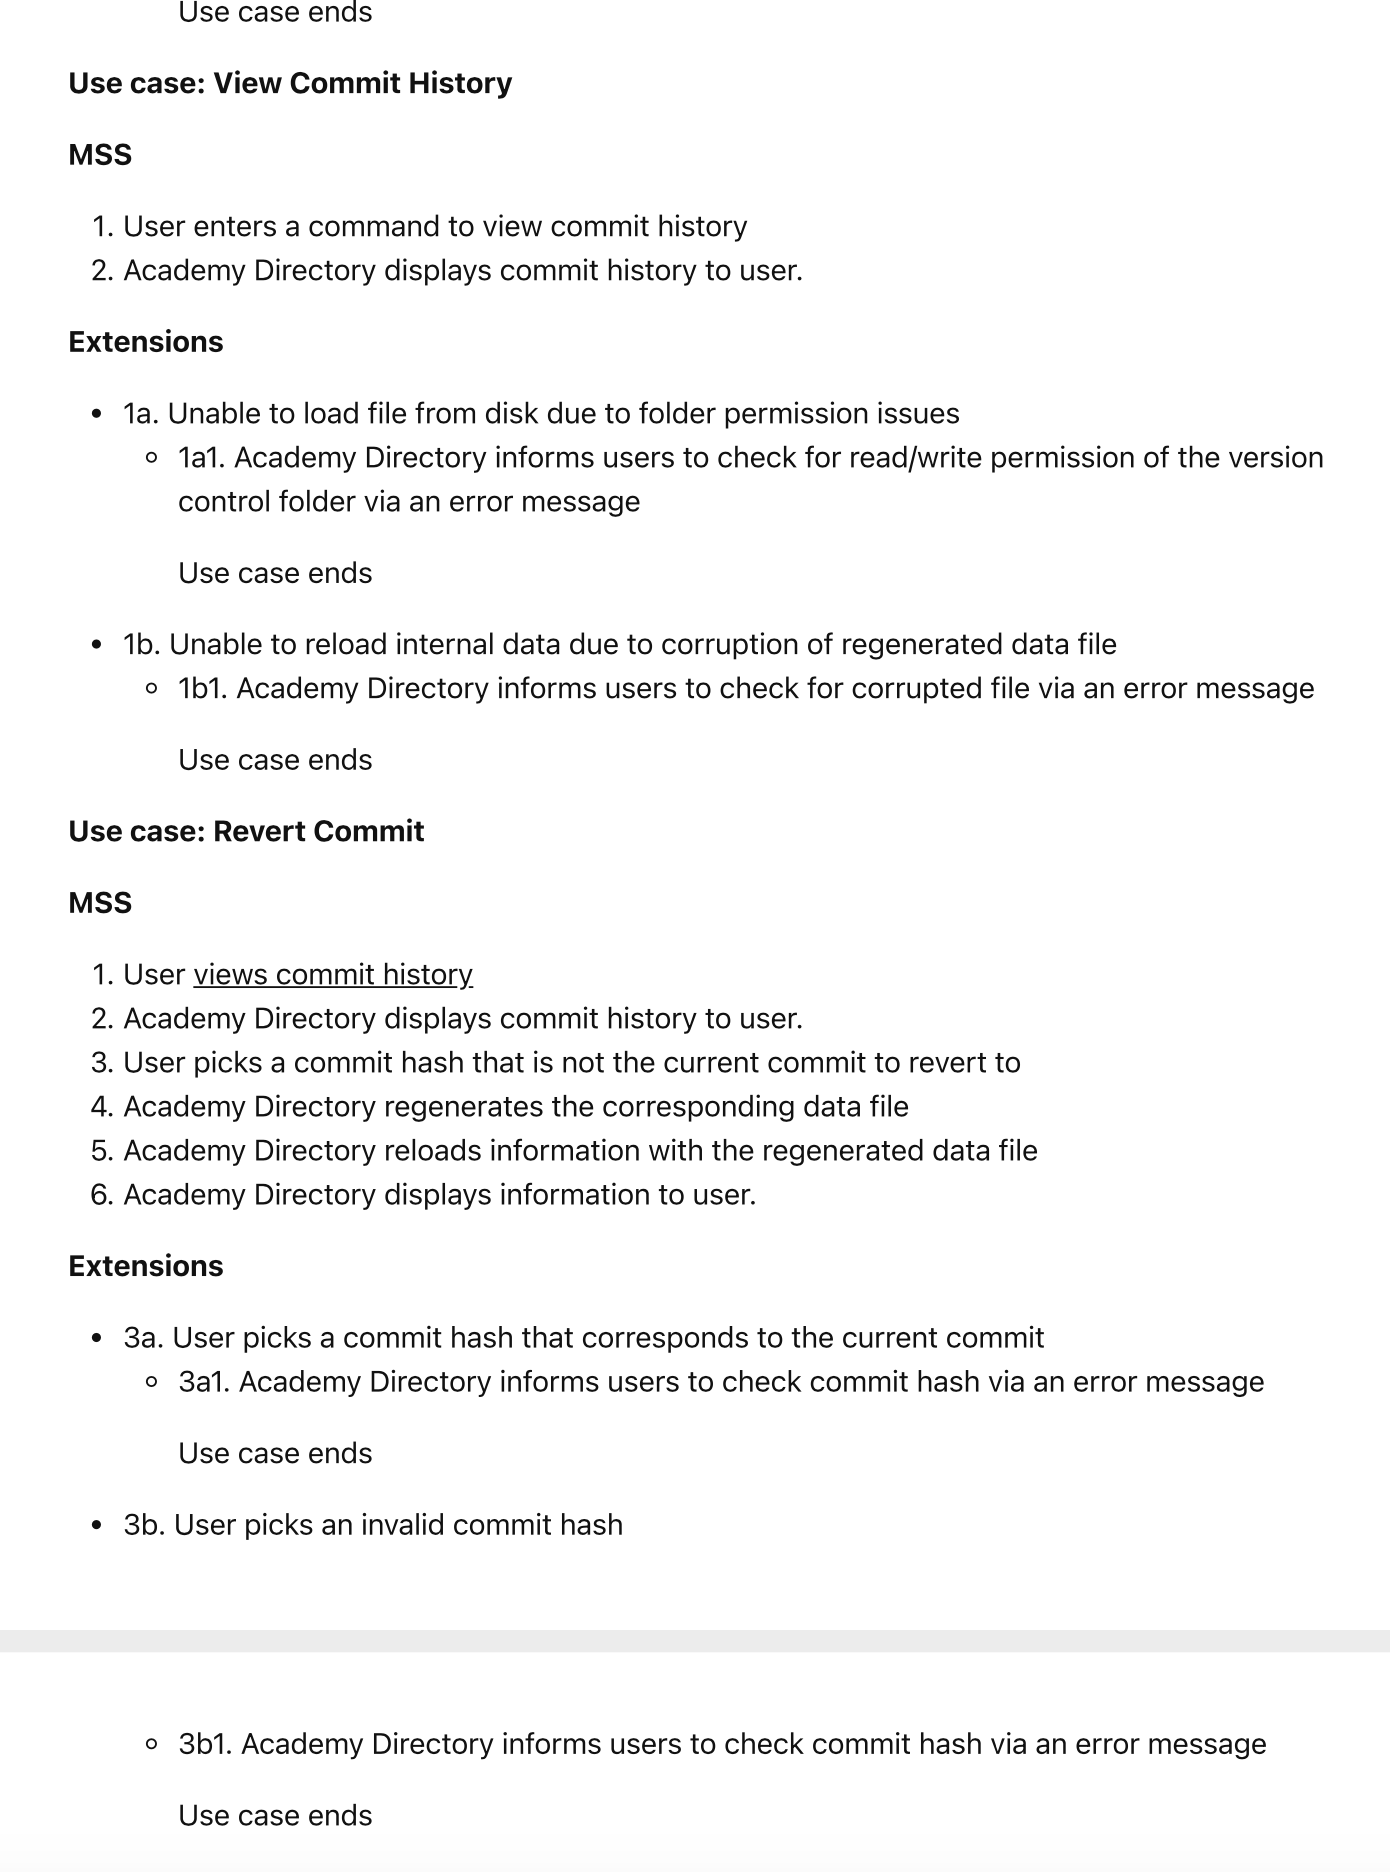 Use case ends
Use case: View Commit History
MSS
1. User enters a command to view commit history
2. Academy Directory displays commit history to user.
Extensions
• 1a. Unable to load file from disk due to folder permission issues
◦ 1a1. Academy Directory informs users to check for read/write permission of the version
control folder via an error message
Use case ends
• 1b. Unable to reload internal data due to corruption of regenerated data file
◦ 1b1. Academy Directory informs users to check for corrupted file via an error message
Use case ends
Use case: Revert Commit
MSS
1. User views commit history
2. Academy Directory displays commit history to user.
3. User picks a commit hash that is not the current commit to revert to
4. Academy Directory regenerates the corresponding data file
5. Academy Directory reloads information with the regenerated data file
6. Academy Directory displays information to user.
Extensions
• 3a. User picks a commit hash that corresponds to the current commit
◦ 3a1. Academy Directory informs users to check commit hash via an error message
Use case ends
• 3b. User picks an invalid commit hash
◦ 3b1. Academy Directory informs users to check commit hash via an error message
Use case ends